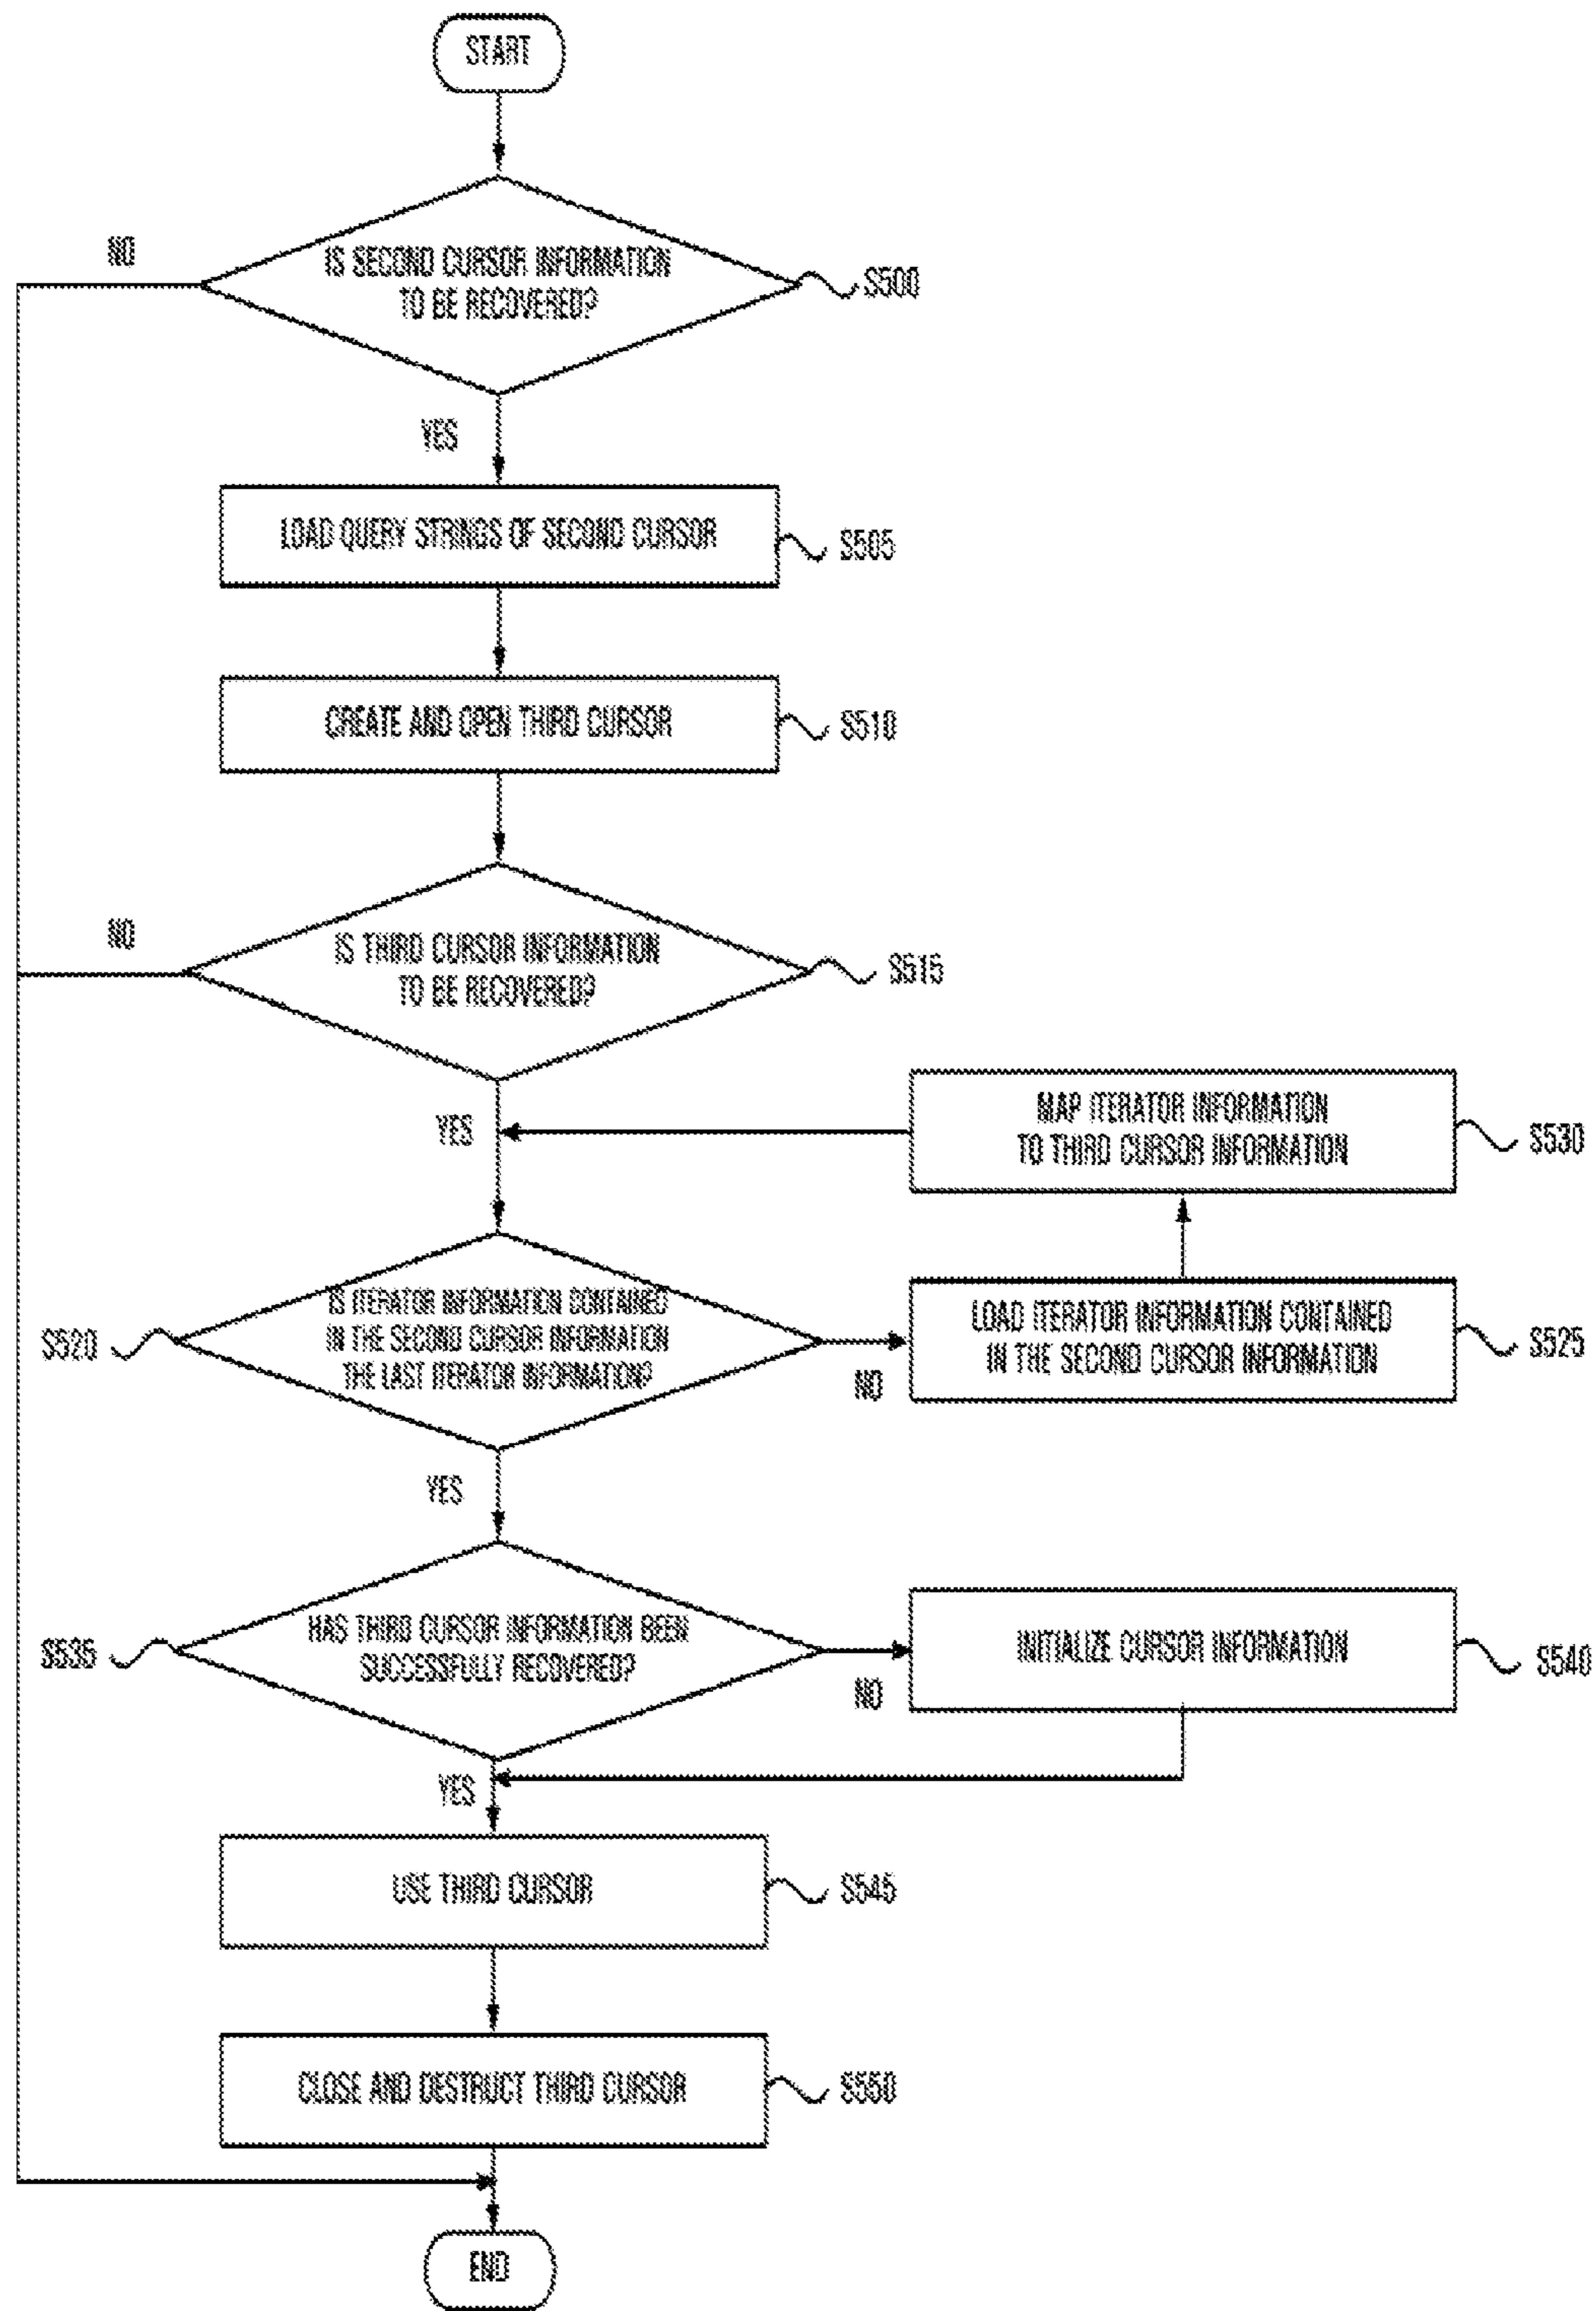 START
NO
IS SECOND CURSOR INFORMATION
TO BE RECOVERED?
S500
YES
LOAD QUERY STRINGS OF SECOND CURSOR
S505
CREATE AND OPEN THIRD CURSOR
S510
NO
IS THIRD CURSOR INFORMATION
TO BE RECOVERED?
S515
YES
MAP ITERATOR INFORMATION
TO THIRD CURSOR INFORMATION
S530
S520
IS ITERATOR INFORMATION CONTAINED
IN THE SECOND CURSOR INFORMATION
THE LAST ITERATOR INFORMATION?
NO
LOAD ITERATOR INFORMATION CONTAINED
IN THE SECOND CURSOR INFORMATION
S525
YES
S535
HAS THIRD CURSOR INFORMATION BEEN
SUCCESSFULLY RECOVERED?
NO
INITIALIZE CURSOR INFORMATION
S540
YES
USE THIRD CURSOR
S545
CLOSE AND DESTRUCT THIRD CURSOR
S550
END